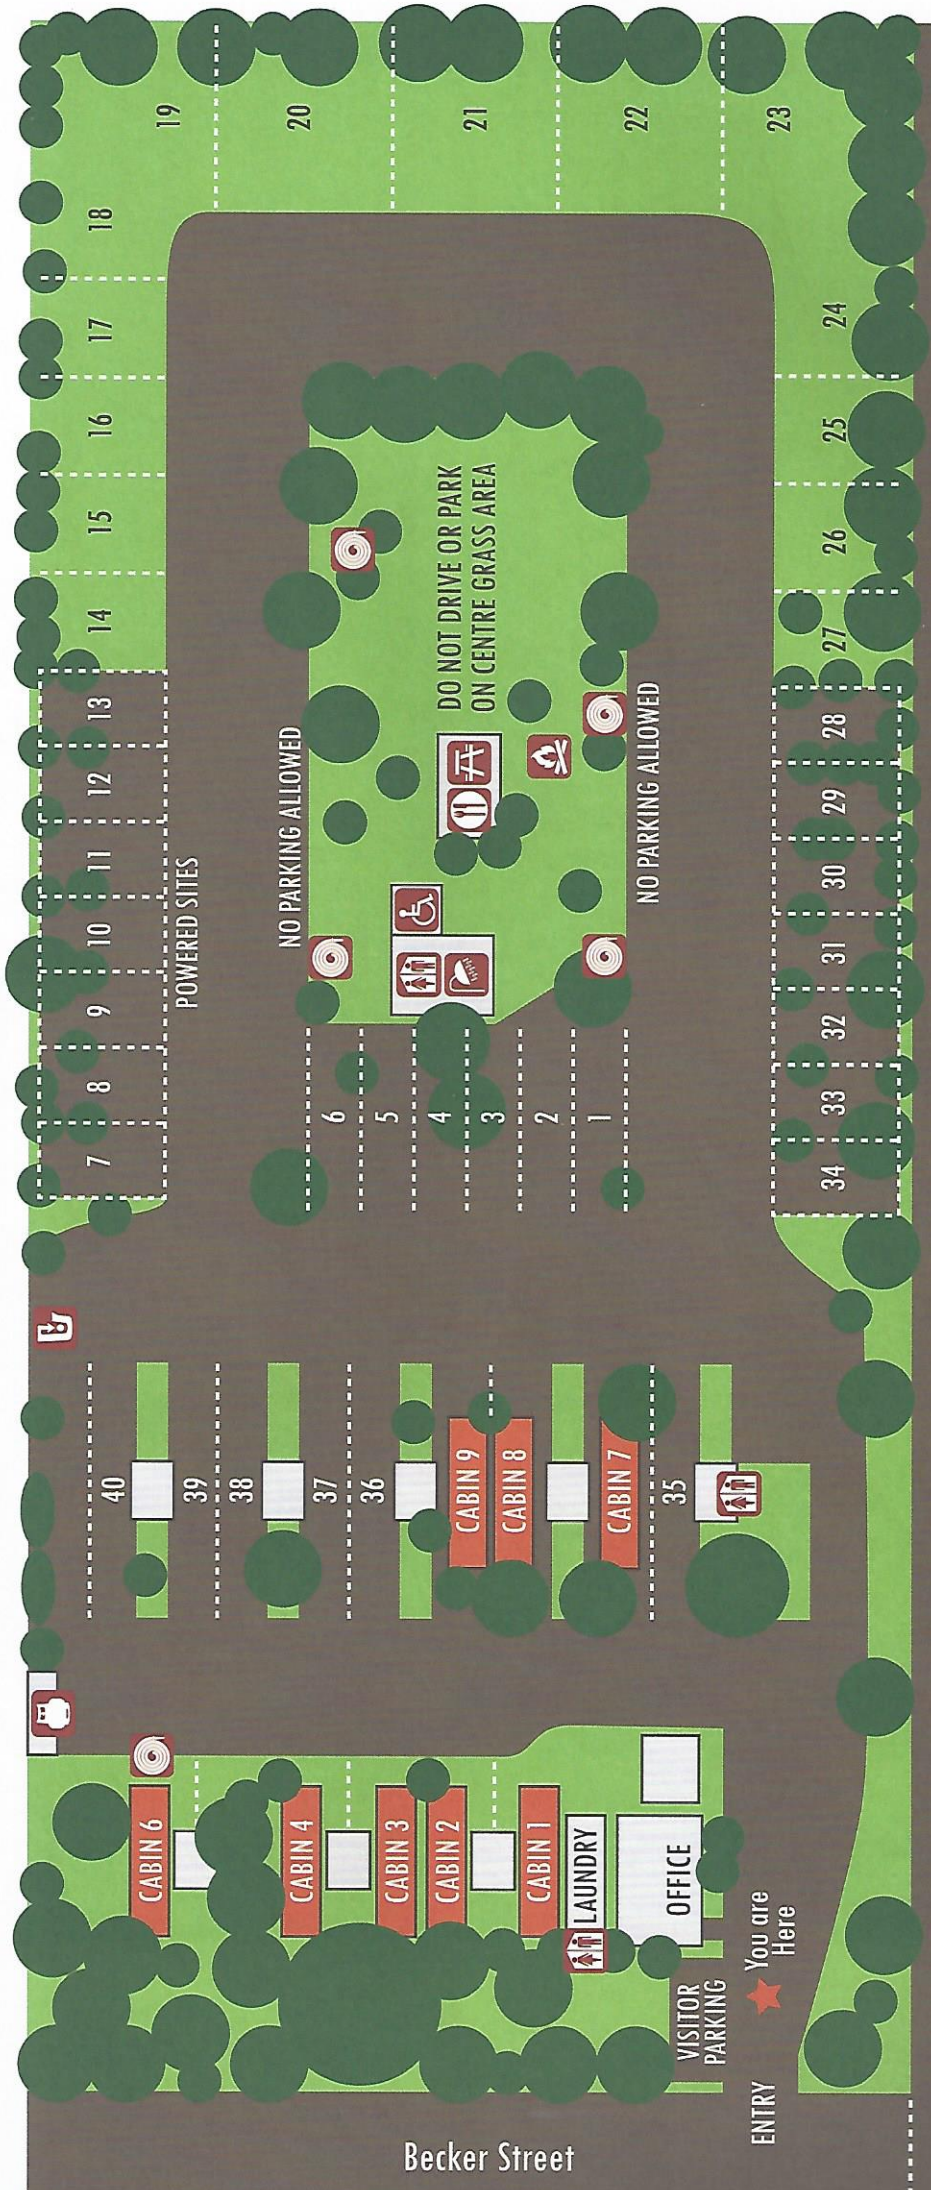 19
20
21
22
23
18
17
16
15
14
24
25
26
27
DO NOT DRIVE OR PARK
ON CENTRE GRASS AREA
13
12
11
10
9
8
7
POWERED SITES
NO PARKING ALLOWED
NO PARKING ALLOWED
28
29
30
31
32
33
34
6
5
4
3
2
1
40
39
38
37
36
CABIN 9
CABIN 8
CABIN 7
35
CABIN 6
CABIN 4
CABIN 3
CABIN 2
CABIN 1
LAUNDRY
OFFICE
VISITOR
PARKING
You are
Here
ENTRY
Becker Street